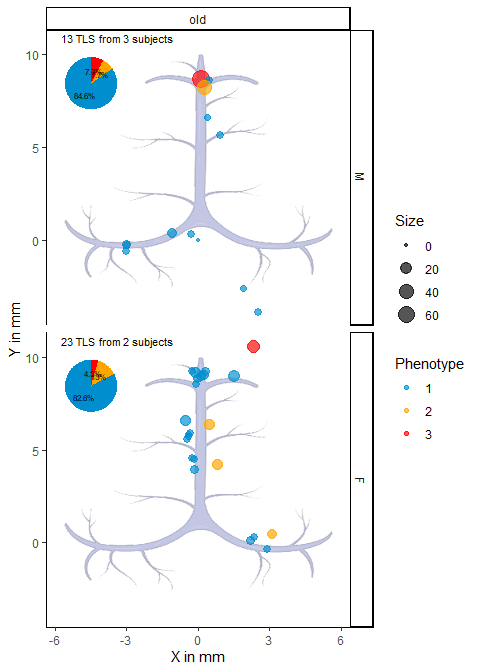 old
13 TLS from 3 subjects
84.6%
M
23 TLS from 2 subjects
82.6%
F
10
5
0
10
5
0
Y in mm
-6
-3
0
3
6
X in mm
Size
0
20
40
60
Phenotype
1
2
3